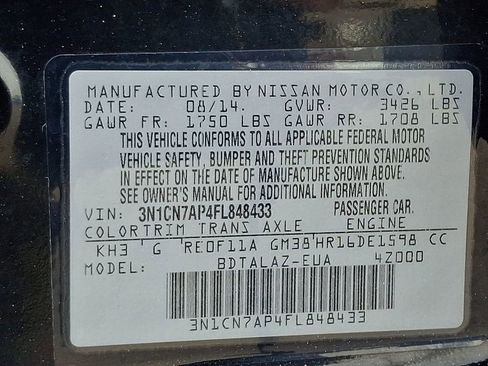 MANUFACTURED BY NISSAN MOTOR CO.,LTD.
DATE: 08/14. GVWR: 3426 LBS
GAWR FR: 1750 LBS GAWR RR: 1708 LBS
THIS VEHICLE CONFORMS TO ALL APPLICABLE FEDERAL MOTOR
VEHICLE SAFETY, BUMPER AND THEFT PREVENTION STANDARDS
IN EFFECT ON THE DATE OF MANUFACTURE SHOWN ABOVE.
SEE OWNER'S MANUAL FOR ADDITIONAL INFORMATION.
VIN: 3N1CN7AP4FL848433 PASSENGER CAR.
COLOR TRIM TRANS AXLE ENGINE
KH3 ' G ' RE0F11A GM38 ' HR16DE1598 CC
MODEL: BDTALAZ-EUA 4Z000
3N1CN7AP4FL848433